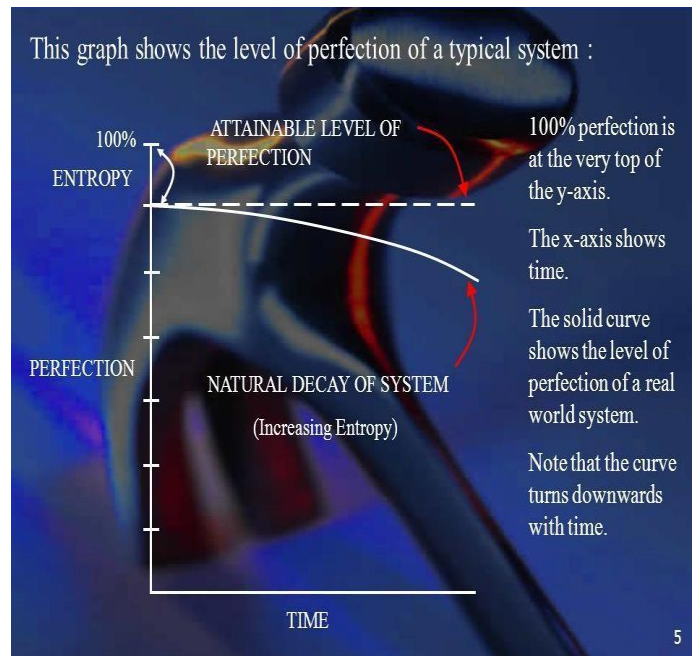 This graph shows the level of perfection of a typical system :
100%
ENTROPY
ATTAINABLE LEVEL OF
PERFECTION
PERFECTION
NATURAL DECAY OF SYSTEM
(Increasing Entropy)
TIME
100% perfection is
at the very top of
the y-axis.
The x-axis shows
time.
The solid curve
shows the level of
perfection of a real
world system.
Note that the curve
turns downwards
with time.
5